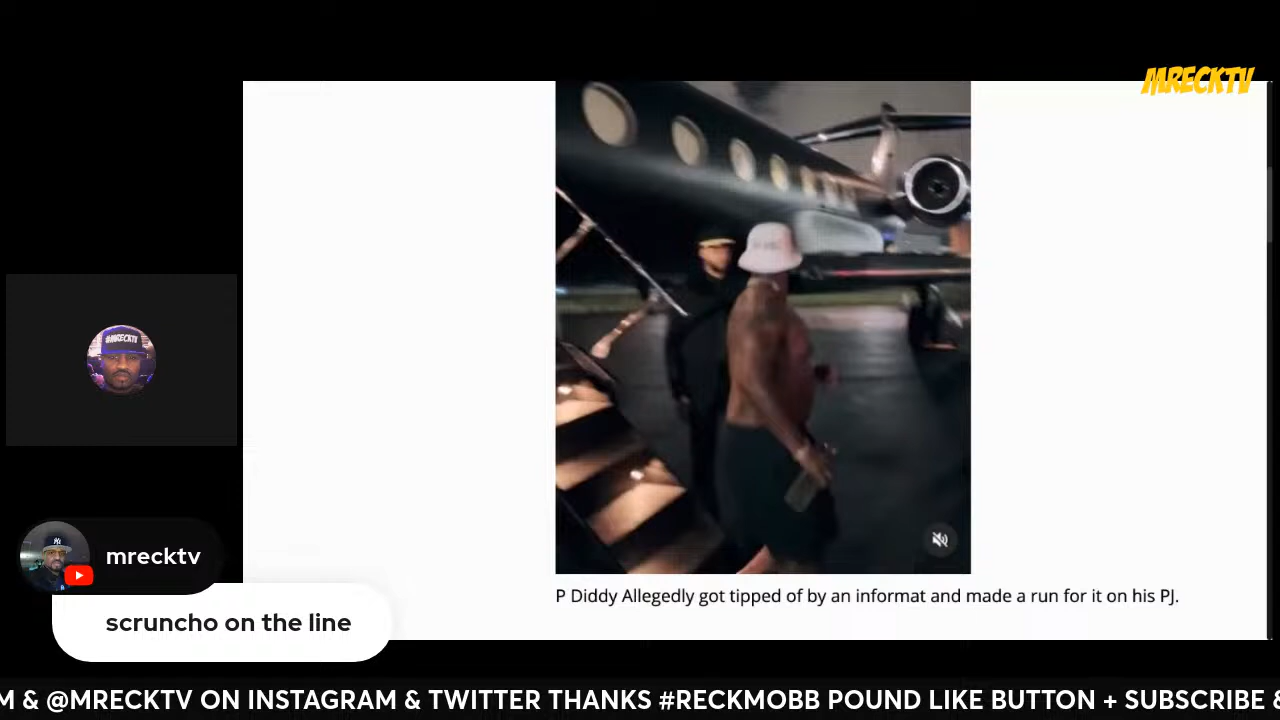 MRECKTV
#MRECKTV
mrecktv
scruncho on the line
P Diddy Allegedly got tipped of by an informat and made a run for it on his PJ.
M & @MRECKTV ON INSTAGRAM & TWITTER THANKS #RECKMOBB POUND LIKE BUTTON + SUBSCRIBE &